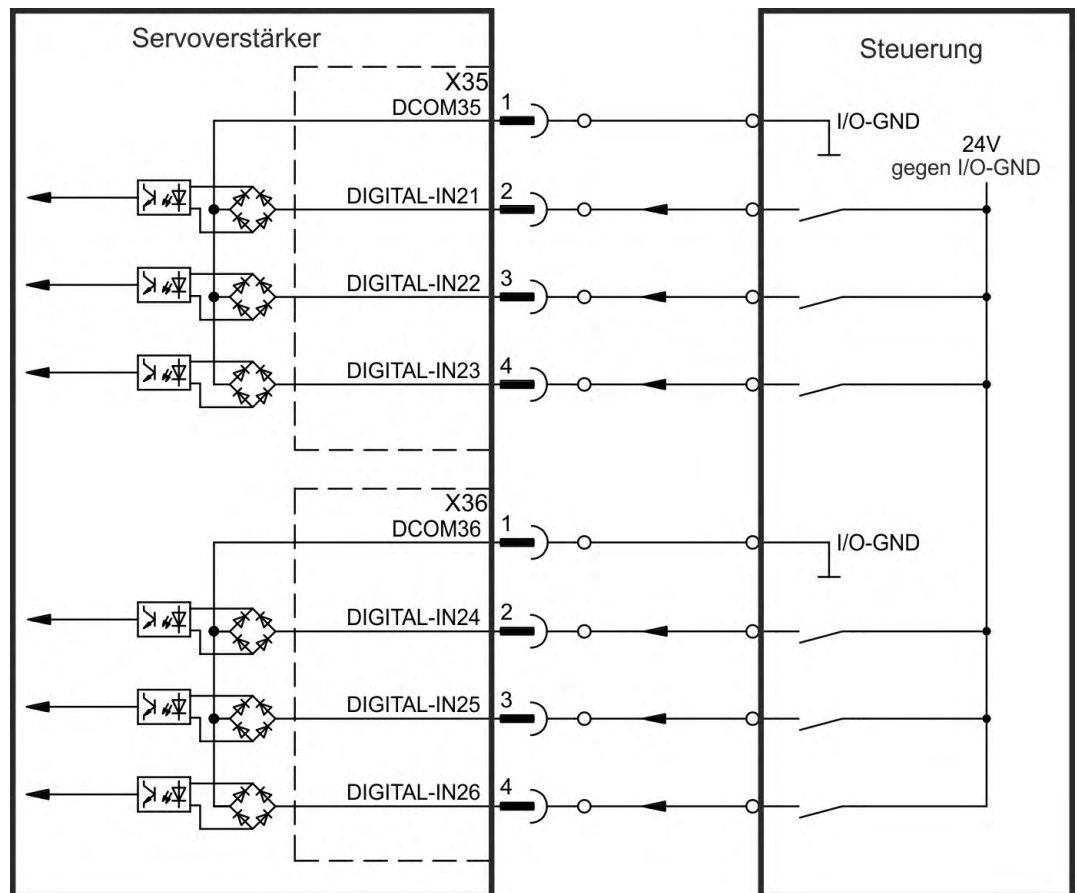 Servoverstärker
Steuerung
X35
DCOM35
1
I/O-GND
24V
gegen I/O-GND
DIGITAL-IN21
2
DIGITAL-IN22
3
DIGITAL-IN23
4
X36
DCOM36
1
I/O-GND
DIGITAL-IN24
2
DIGITAL-IN25
3
DIGITAL-IN26
4